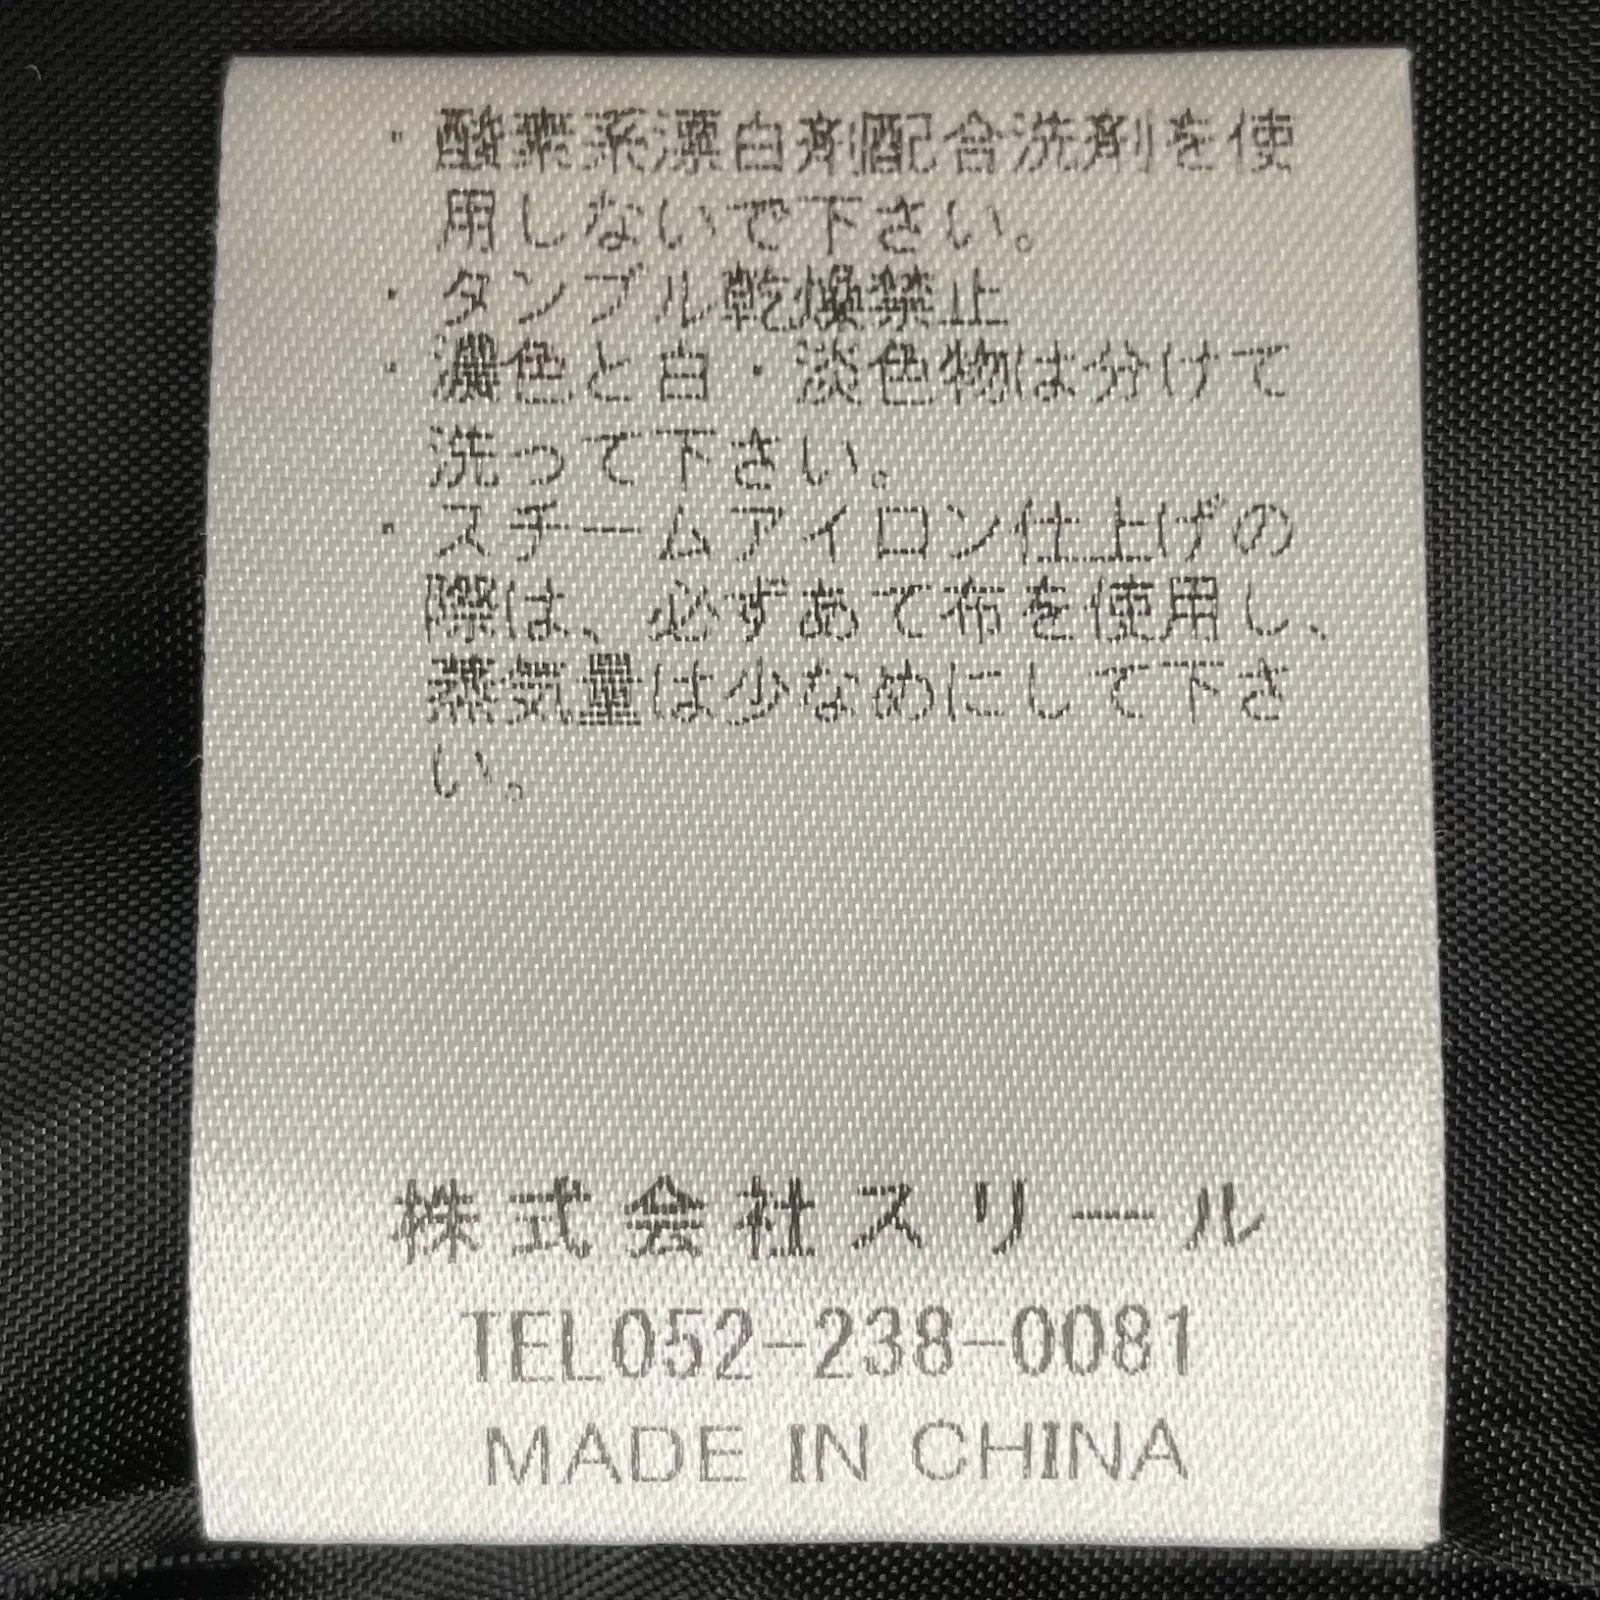 ・酸素系漂白剤配合洗剤を使
用しないで下さい。
・タンブル乾燥禁止
・濃色と白・淡色物は分けて
洗って下さい。
・スチームアイロン仕上げの
際は、必ずあて布を使用し、
蒸気量は少なめにして下さ
い。
株式会社スリール
TEL052-238-0081
MADE IN CHINA